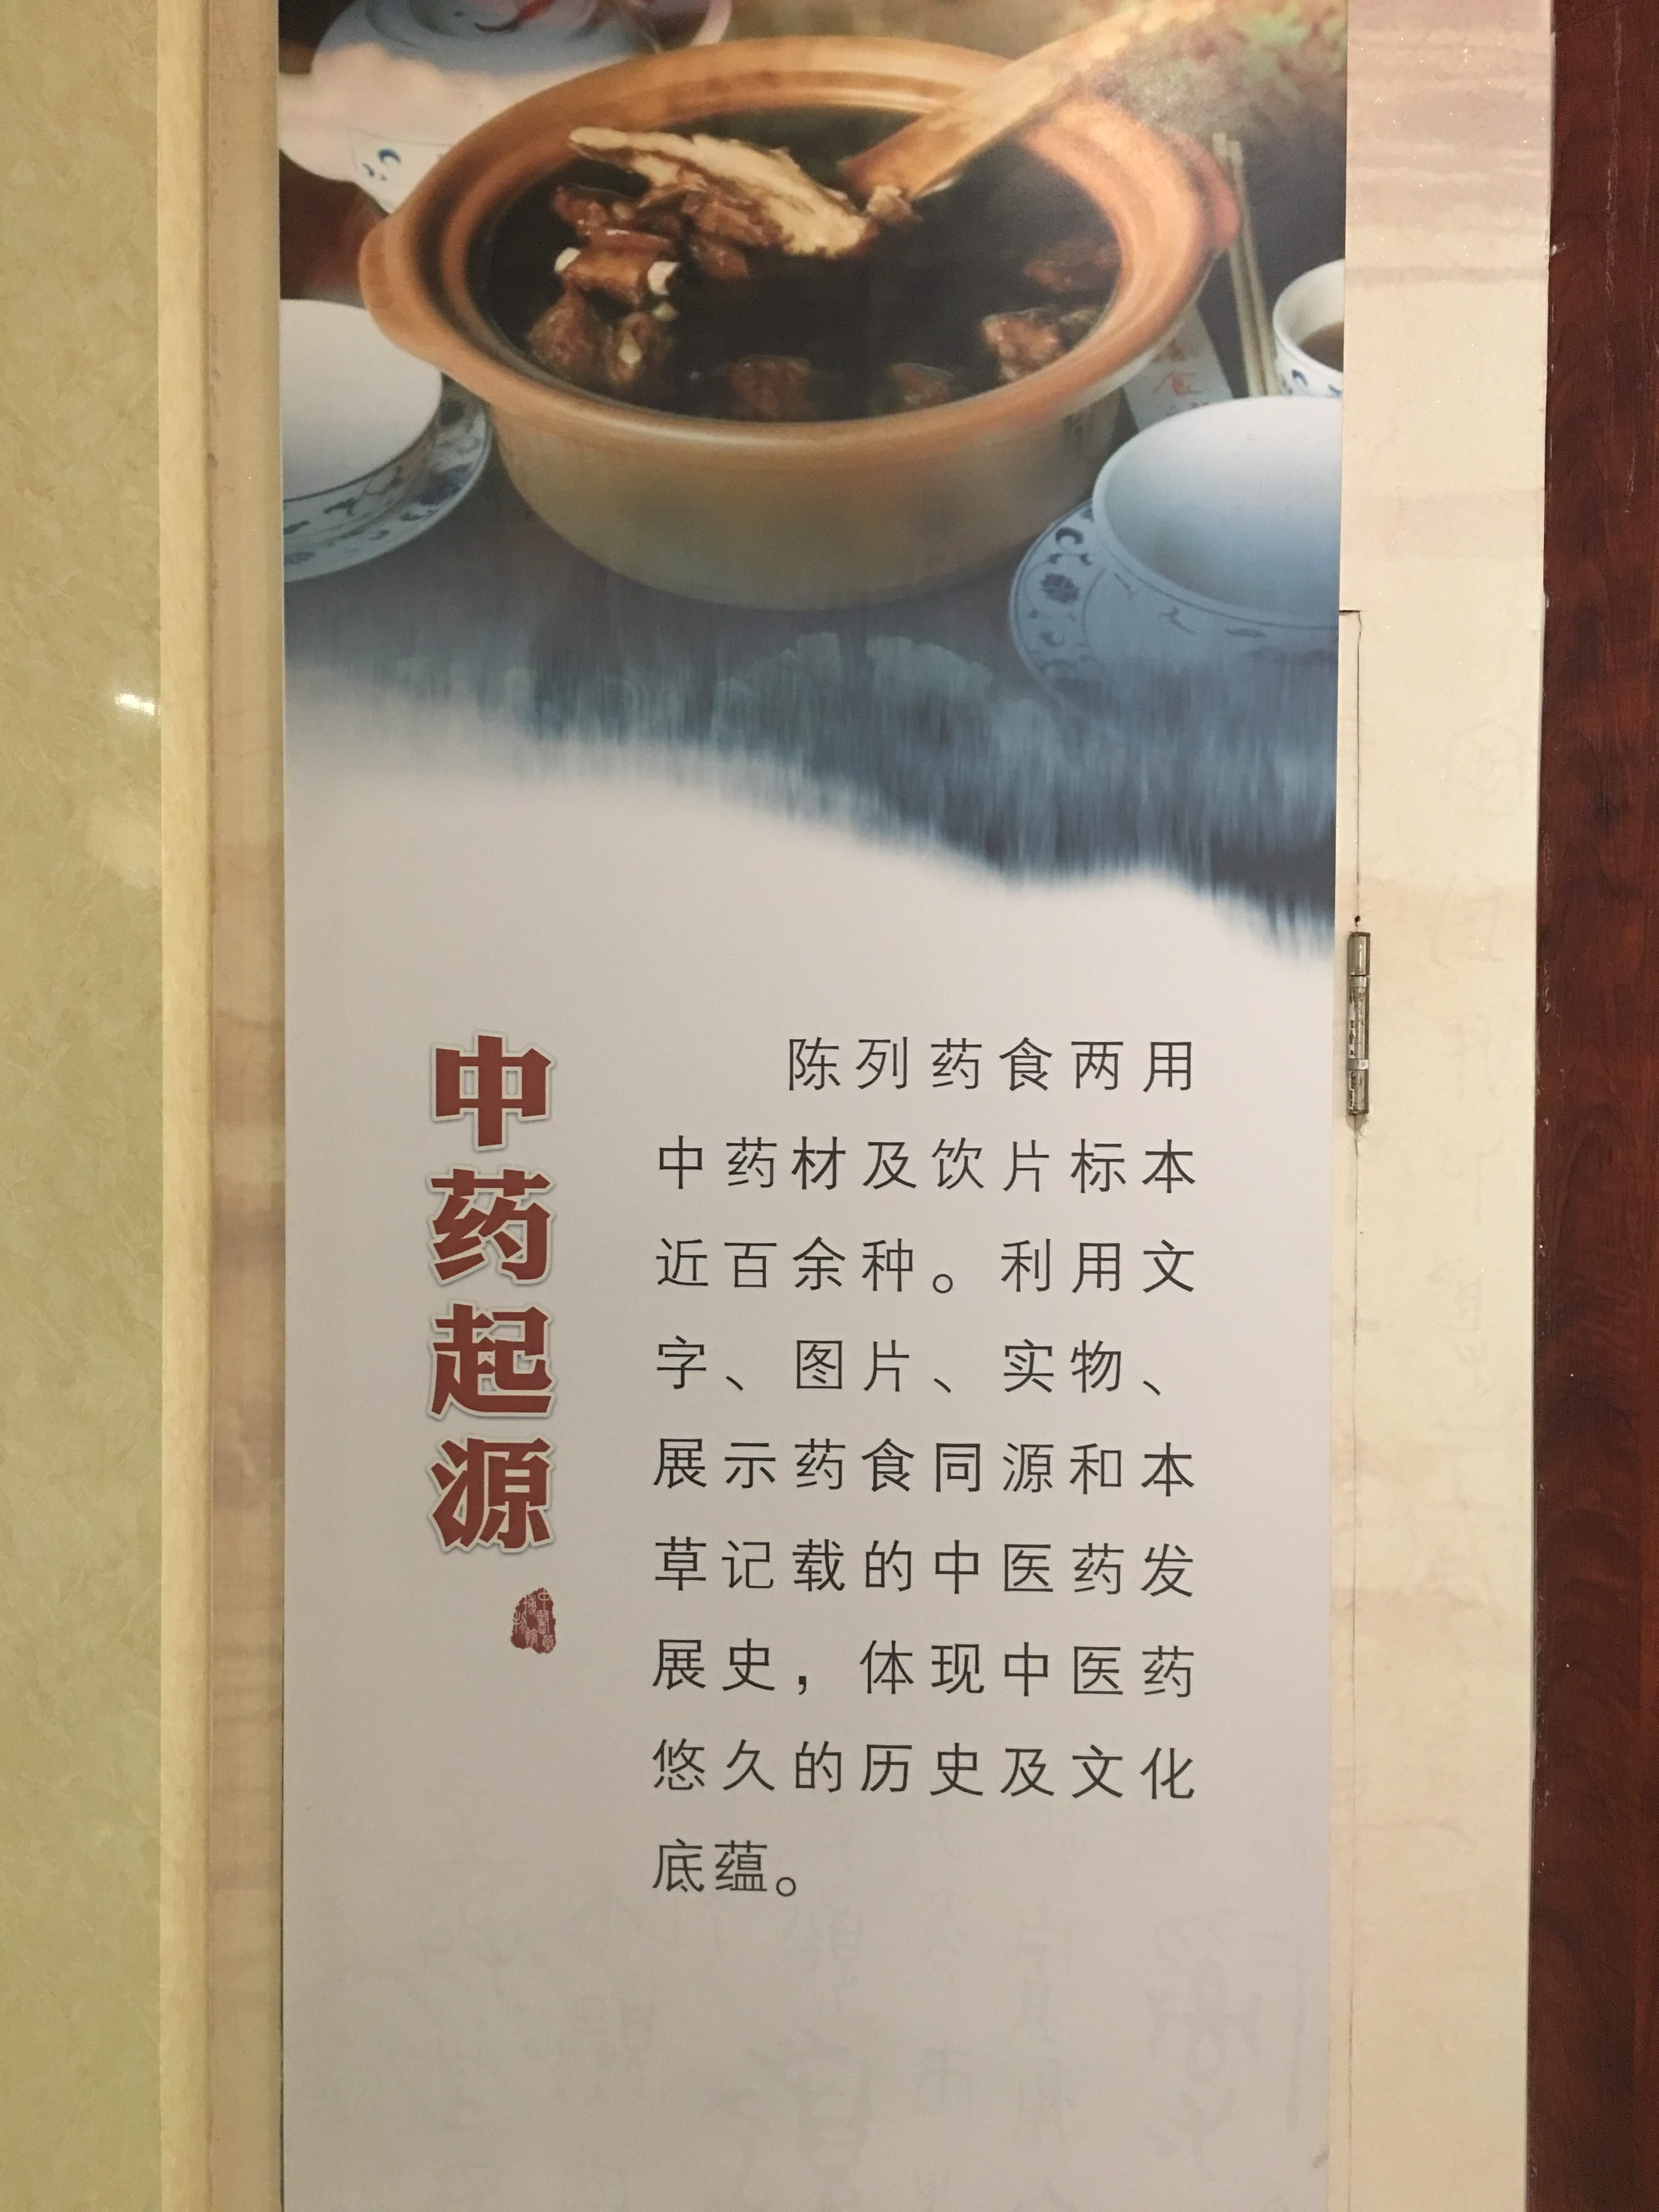 中药起源
陈列药食两用
中药材及饮片标本
近百余种。利用文
字、图片、实物、
展示药食同源和本
草记载的中医药发
展史，体现中医药
悠久的历史及文化
底蕴。